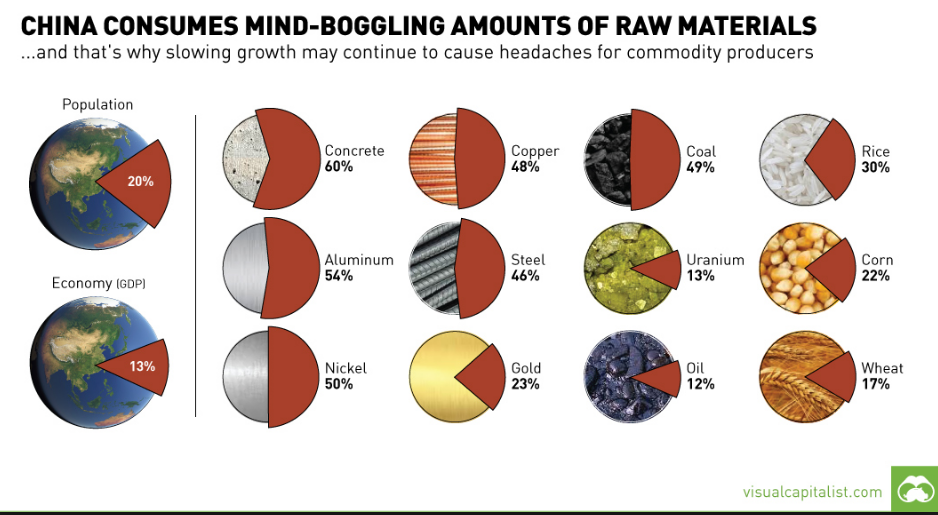 CHINA CONSUMES MIND-BOGGLING AMOUNTS OF RAW MATERIALS
...and that's why slowing growth may continue to cause headaches for commodity producers
Population
20%
Economy (GDP)
13%
Concrete
60%
Copper
48%
Coal
49%
Rice
30%
Aluminum
54%
Steel
46%
Uranium
13%
Corn
22%
Nickel
50%
Gold
23%
Oil
12%
Wheat
17%
visualcapitalist.com